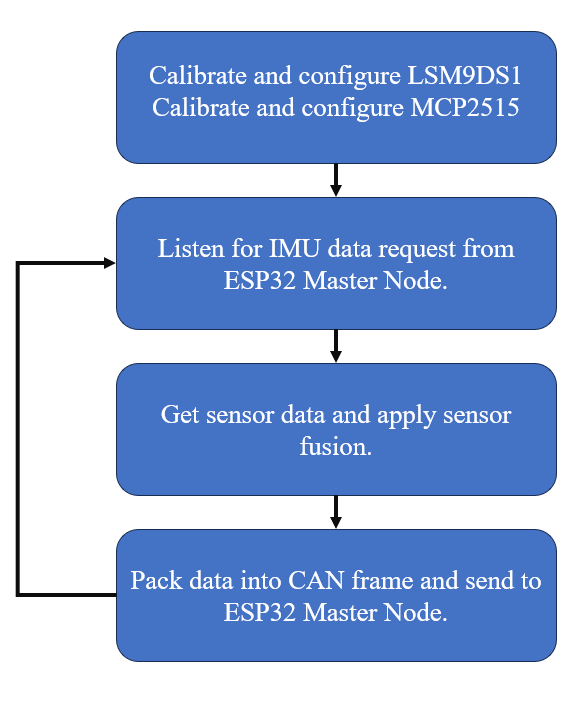 Calibrate and configure LSM9DS1
Calibrate and configure MCP2515
Listen for IMU data request from
ESP32 Master Node.
Get sensor data and apply sensor
fusion.
Pack data into CAN frame and send to
ESP32 Master Node.